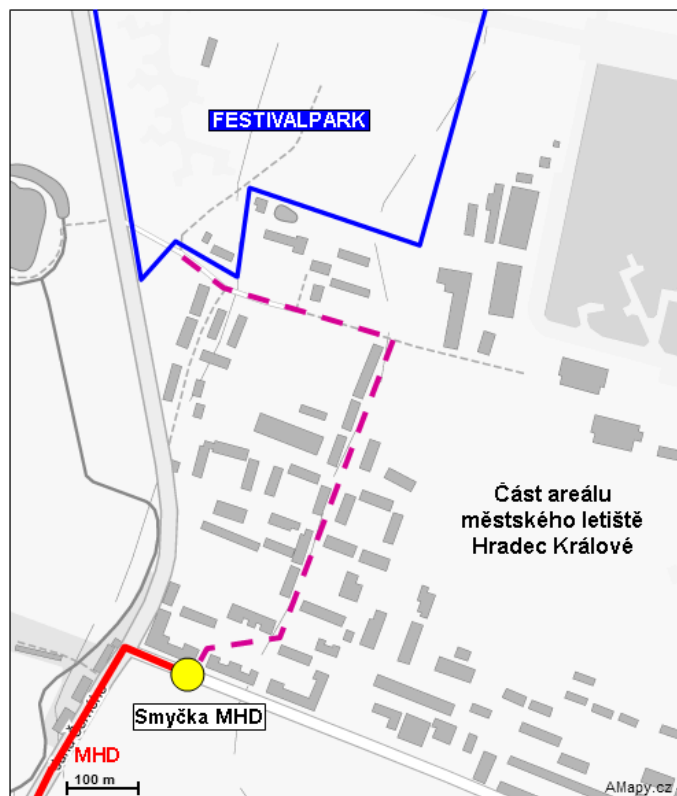 FESTIVALPARK
Část areálu
městského letiště
Hradec Králové
Smyčka MHD
MHD
100 m
AMapy.cz